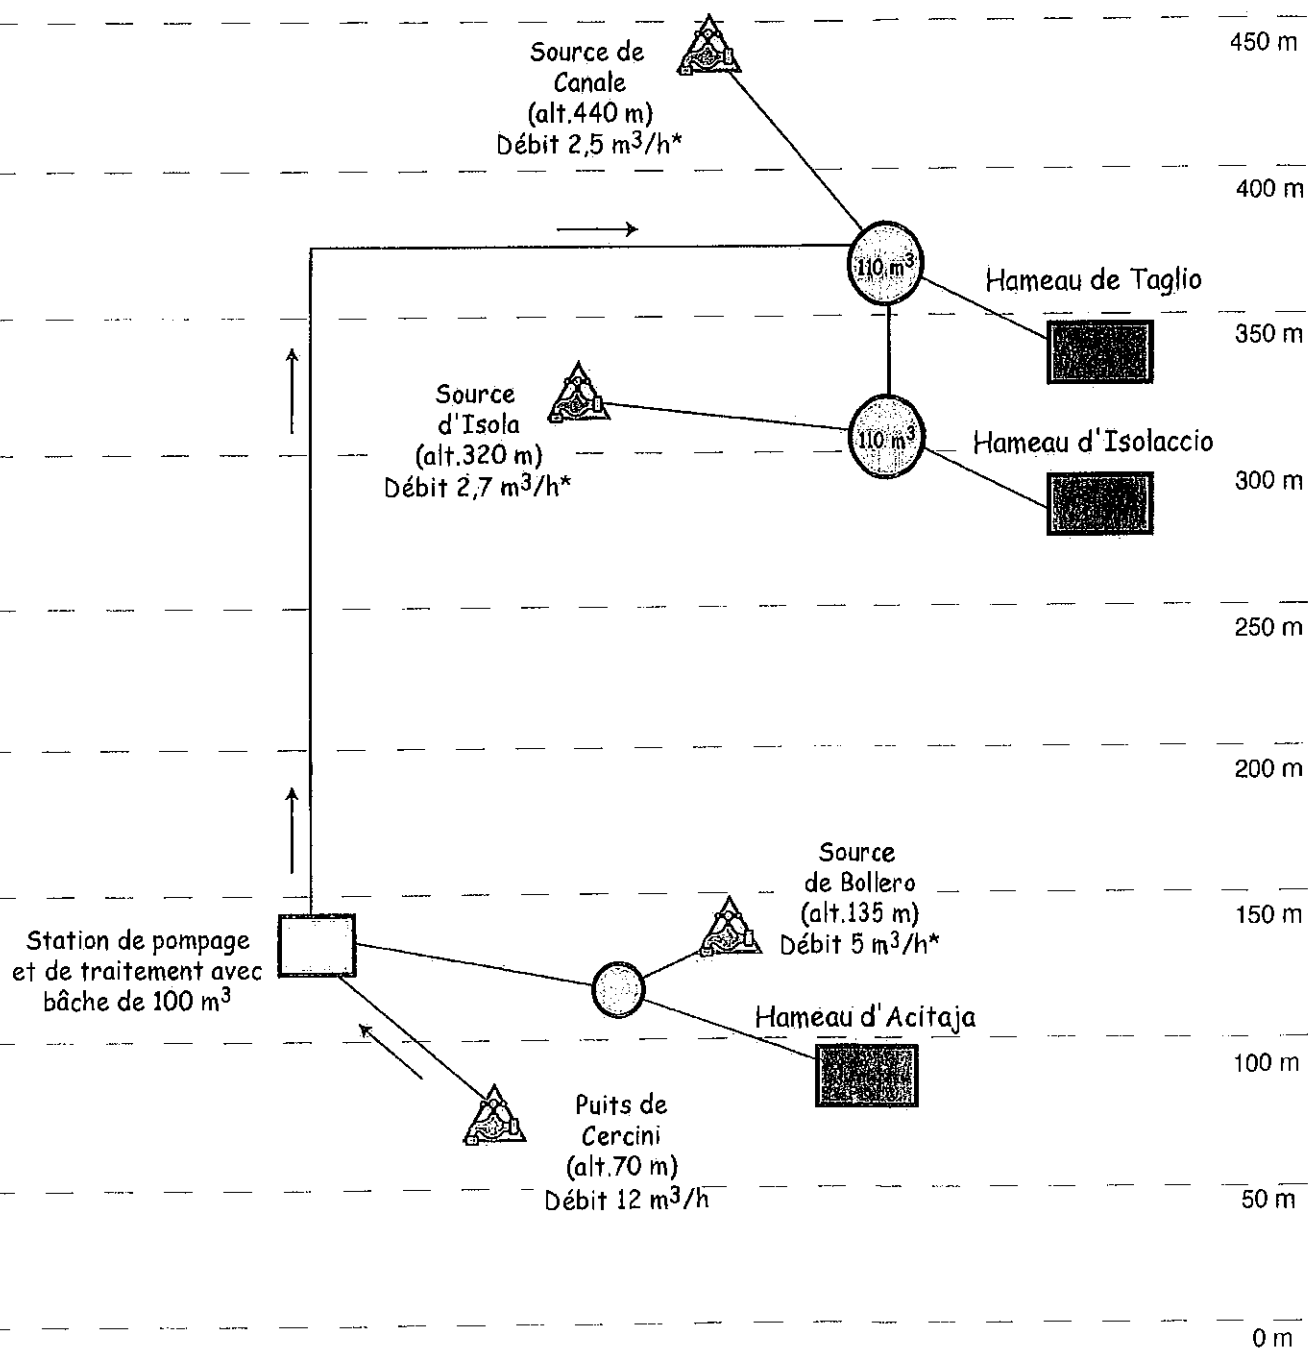 450 m
Source de
Canale
(alt.440 m)
Débit 2,5 m³/h*
400 m
110 m³
Hameau de Taglio
350 m
Source
d'Isola
(alt.320 m)
Débit 2,7 m³/h*
110 m³
Hameau d'Isolaccio
300 m
250 m
200 m
Source
de Bollero
(alt.135 m)
Débit 5 m³/h*
150 m
Station de pompage
et de traitement avec
bâche de 100 m³
Hameau d'Acitaja
100 m
Puits de
Cercini
(alt.70 m)
Débit 12 m³/h
50 m
0 m